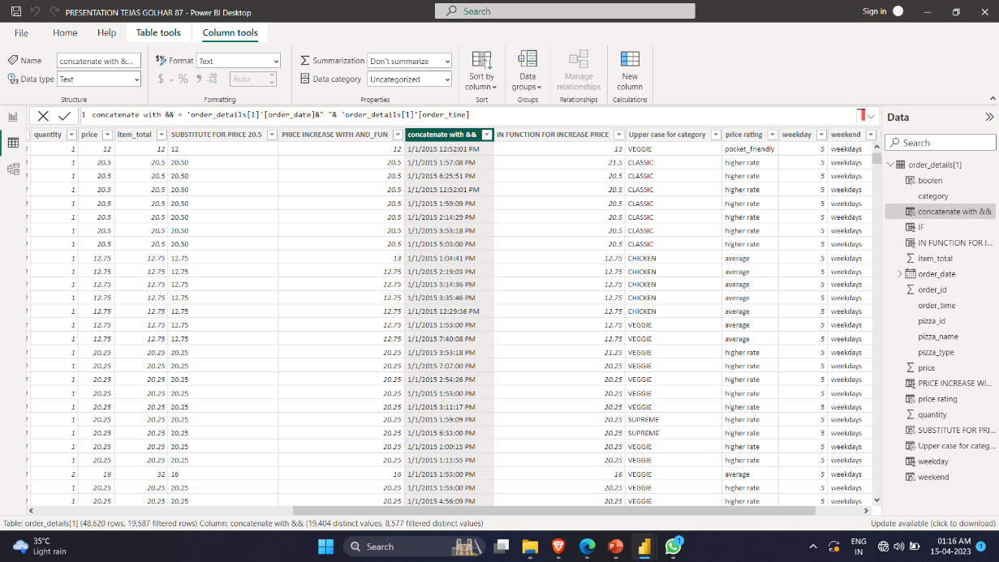 PRESENTATION TEJAS GOLHAR 87 - Power BI Desktop
Search
Sign in
File Home Help Table tools Column tools
Name concatenate with &... Format Text Summarization Don't summarize
Data type Text $ % Auto Data category Uncategorized
Sort by column
Data groups
Manage relationships
New column
Structure Formatting Properties Sort Groups Relationships Calculations
1 concatenate with && = 'order_details[1]'[order_date]&" "& 'order_details[1]'[order_time]
quantity price item_total SUBSTITUTE FOR PRICE 20.5 PRICE INCREASE WITH AND_FUN concatenate with && IN FUNCTION FOR INCREASE PRICE Upper case for category price rating weekday weekend
1 12 12 12 12 1/1/2015 12:52:01 PM 13 VEGGIE pocket_friendly 5 weekdays
1 20.5 20.5 20.50 20.5 1/1/2015 1:57:08 PM 21.5 CLASSIC higher rate 5 weekdays
1 20.5 20.5 20.50 20.5 1/1/2015 6:25:51 PM 20.5 CLASSIC higher rate 5 weekdays
1 20.5 20.5 20.50 20.5 1/1/2015 12:52:01 PM 20.5 CLASSIC higher rate 5 weekdays
1 20.5 20.5 20.50 20.5 1/1/2015 1:59:09 PM 20.5 CLASSIC higher rate 5 weekdays
1 20.5 20.5 20.50 20.5 1/1/2015 2:14:29 PM 20.5 CLASSIC higher rate 5 weekdays
1 20.5 20.5 20.50 20.5 1/1/2015 3:53:18 PM 20.5 CLASSIC higher rate 5 weekdays
1 20.5 20.5 20.50 20.5 1/1/2015 5:03:00 PM 20.5 CLASSIC higher rate 5 weekdays
1 12.75 12.75 12.75 13 1/1/2015 1:04:41 PM 12.75 CHICKEN average 5 weekdays
1 12.75 12.75 12.75 12.75 1/1/2015 2:19:03 PM 12.75 CHICKEN average 5 weekdays
1 12.75 12.75 12.75 12.75 1/1/2015 5:14:36 PM 12.75 CHICKEN average 5 weekdays
1 12.75 12.75 12.75 12.75 1/1/2015 3:35:46 PM 12.75 CHICKEN average 5 weekdays
1 12.75 12.75 12.75 12.75 1/1/2015 12:29:36 PM 12.75 CHICKEN average 5 weekdays
1 12.75 12.75 12.75 12.75 1/1/2015 1:53:00 PM 12.75 VEGGIE average 5 weekdays
1 12.75 12.75 12.75 12.75 1/1/2015 7:40:08 PM 12.75 VEGGIE average 5 weekdays
1 20.25 20.25 20.25 20.25 1/1/2015 3:53:18 PM 21.25 VEGGIE higher rate 5 weekdays
1 20.25 20.25 20.25 20.25 1/1/2015 7:07:00 PM 20.25 VEGGIE higher rate 5 weekdays
1 20.25 20.25 20.25 20.25 1/1/2015 2:54:26 PM 20.25 VEGGIE higher rate 5 weekdays
1 20.25 20.25 20.25 20.25 1/1/2015 1:53:00 PM 20.25 VEGGIE higher rate 5 weekdays
1 20.25 20.25 20.25 20.25 1/1/2015 3:11:17 PM 20.25 VEGGIE higher rate 5 weekdays
1 20.25 20.25 20.25 20.25 1/1/2015 1:59:09 PM 20.25 SUPREME higher rate 5 weekdays
1 20.25 20.25 20.25 20.25 1/1/2015 6:33:00 PM 20.25 SUPREME higher rate 5 weekdays
1 20.25 20.25 20.25 20.25 1/1/2015 1:00:15 PM 20.25 VEGGIE higher rate 5 weekdays
1 20.25 20.25 20.25 20.25 1/1/2015 1:11:55 PM 20.25 VEGGIE higher rate 5 weekdays
2 16 32 16 16 1/1/2015 1:53:00 PM 16 VEGGIE average 5 weekdays
1 20.25 20.25 20.25 20.25 1/1/2015 1:53:00 PM 20.25 VEGGIE higher rate 5 weekdays
1 20.25 20.25 20.25 20.25 1/1/2015 4:56:09 PM 20.25 VEGGIE higher rate 5 weekdays
Data
Search
order_details[1]
boolen
category
concatenate with &&
IF
IN FUNCTION FOR I...
item_total
order_date
order_id
order_time
pizza_id
pizza_name
pizza_type
price
PRICE INCREASE WI...
price rating
quantity
SUBSTITUTE FOR PRI...
Upper case for categ...
weekday
weekend
Table: order_details[1] (48,620 rows, 19,587 filtered rows) Column: concatenate with && (19,404 distinct values, 8,577 filtered distinct values)
Update available (click to download)
35°C
Light rain
Search
1
ENG
IN
01:16 AM
15-04-2023
1